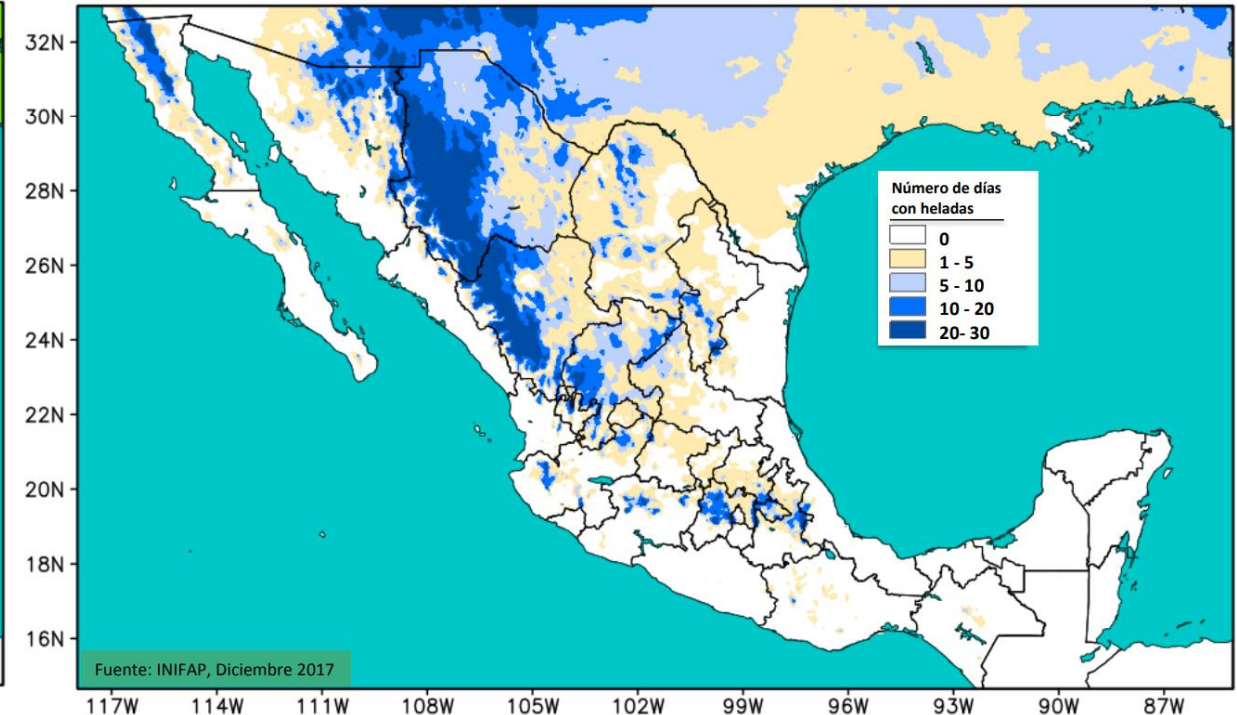 32N
30N
28N
26N
24N
22N
20N
18N
16N
Número de días
con heladas
0
1 - 5
5 - 10
10 - 20
20- 30
Fuente: INIFAP, Diciembre 2017
117W 114W 111W 108W 105W 102W 99W 96W 93W 90W 87W